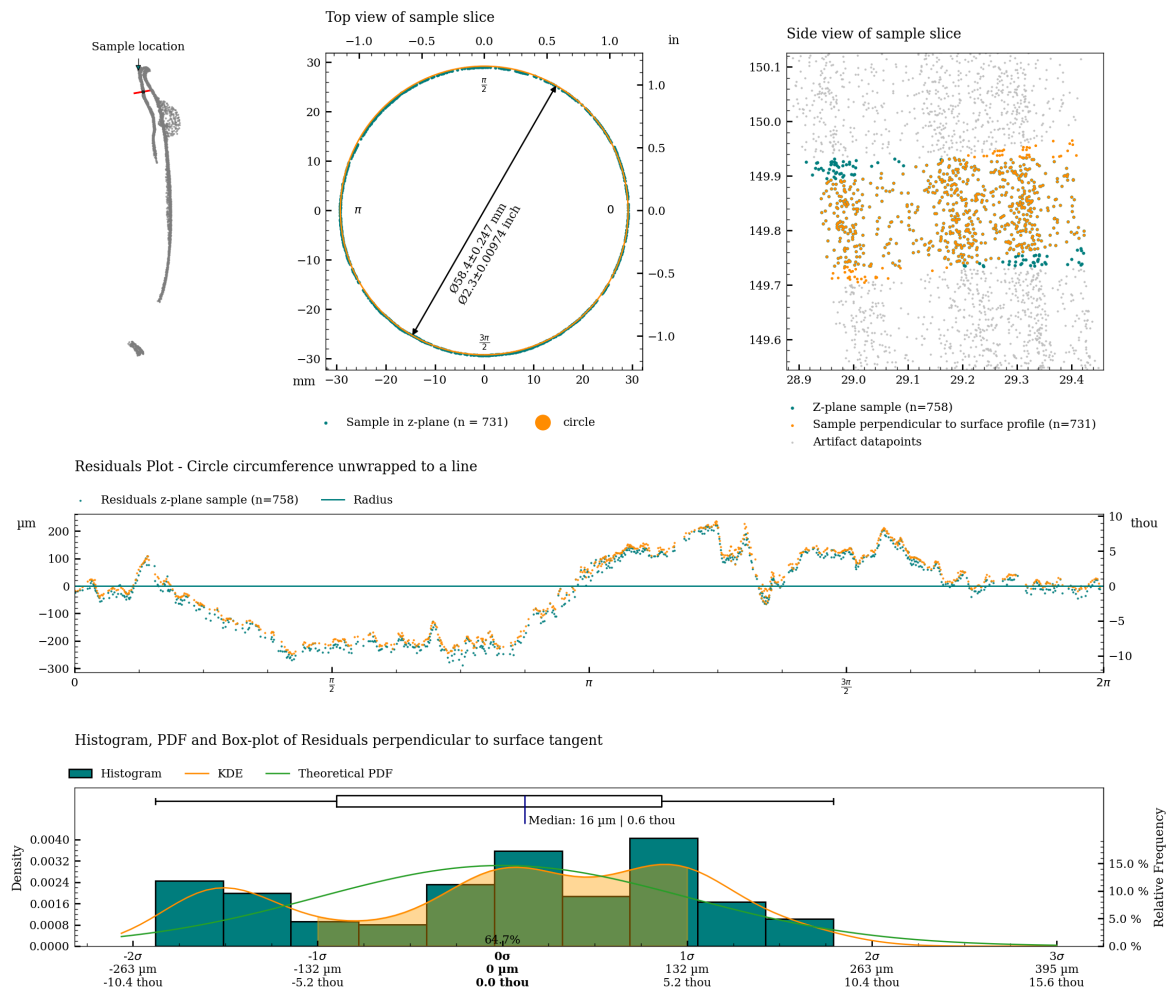 Top view of sample slice
Side view of sample slice
Sample location
−1.0 −0.5 0.0 0.5 1.0 in
30
20
10
0
−10
−20
−30
mm
1.0
0.5
0.0
−0.5
−1.0
π/2
π
0
3π/2
Ø58.4±0.247 mm
Ø2.3±0.00974 inch
−30 −20 −10 0 10 20 30
150.1
150.0
149.9
149.8
149.7
149.6
28.9 29.0 29.1 29.2 29.3 29.4
Sample in z-plane (n = 731)
circle
Z-plane sample (n=758)
Sample perpendicular to surface profile (n=731)
Artifact datapoints
Residuals Plot - Circle circumference unwrapped to a line
Residuals z-plane sample (n=758)
Radius
µm
200
100
0
−100
−200
−300
10
5
0
−5
−10
thou
0 π/2 π 3π/2 2π
Histogram, PDF and Box-plot of Residuals perpendicular to surface tangent
Histogram
KDE
Theoretical PDF
Median: 16 µm | 0.6 thou
Density
0.0040
0.0032
0.0024
0.0016
0.0008
0.0000
64.7%
Relative Frequency
15.0 %
10.0 %
5.0 %
0.0 %
-2σ -1σ 0σ 1σ 2σ 3σ
-263 µm -132 µm 0 µm 132 µm 263 µm 395 µm
-10.4 thou -5.2 thou 0.0 thou 5.2 thou 10.4 thou 15.6 thou